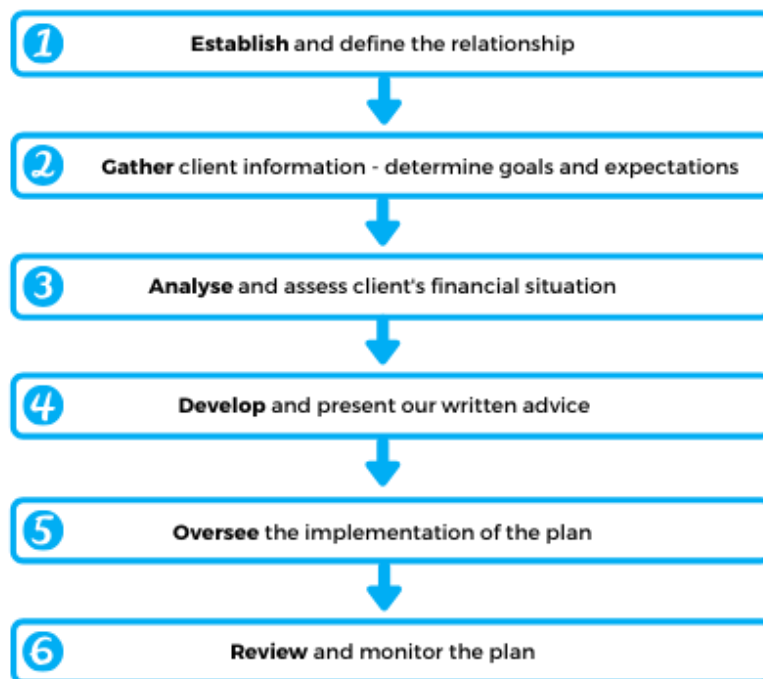 1 Establish and define the relationship
2 Gather client information - determine goals and expectations
3 Analyse and assess client's financial situation
4 Develop and present our written advice
5 Oversee the implementation of the plan
6 Review and monitor the plan